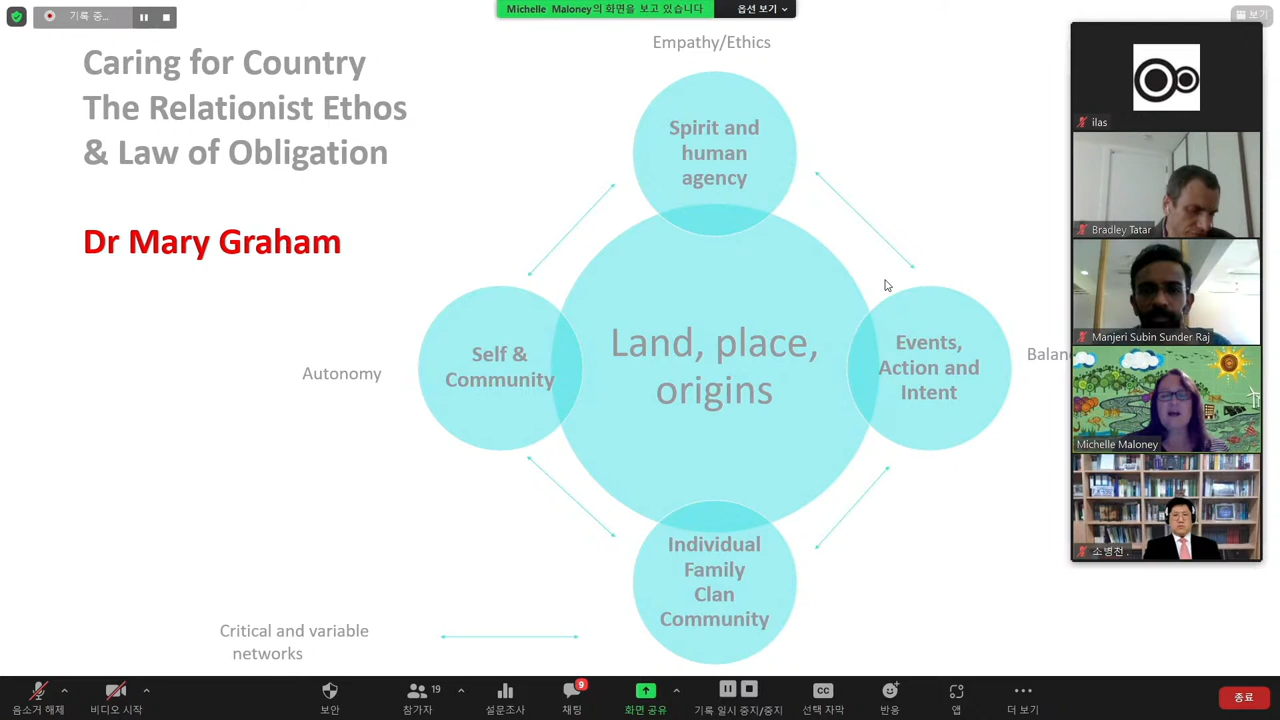 기록 중...
Michelle Maloney의 화면을 보고 있습니다
옵션 보기
보기
Caring for Country
The Relationist Ethos
& Law of Obligation
Dr Mary Graham
Empathy/Ethics
Spirit and
human
agency
Self &
Community
Autonomy
Land, place,
origins
Events,
Action and
Intent
Individual
Family
Clan
Community
Critical and variable
networks
ilas
Bradley Tatar
Manjeri Subin Sunder Raj
Michelle Maloney
소병천 .
음소거 해제
비디오 시작
보안
19
참가자
설문조사
9
채팅
화면 공유
기록 일시 중지/중지
CC
선택 자막
반응
앱
더 보기
종료